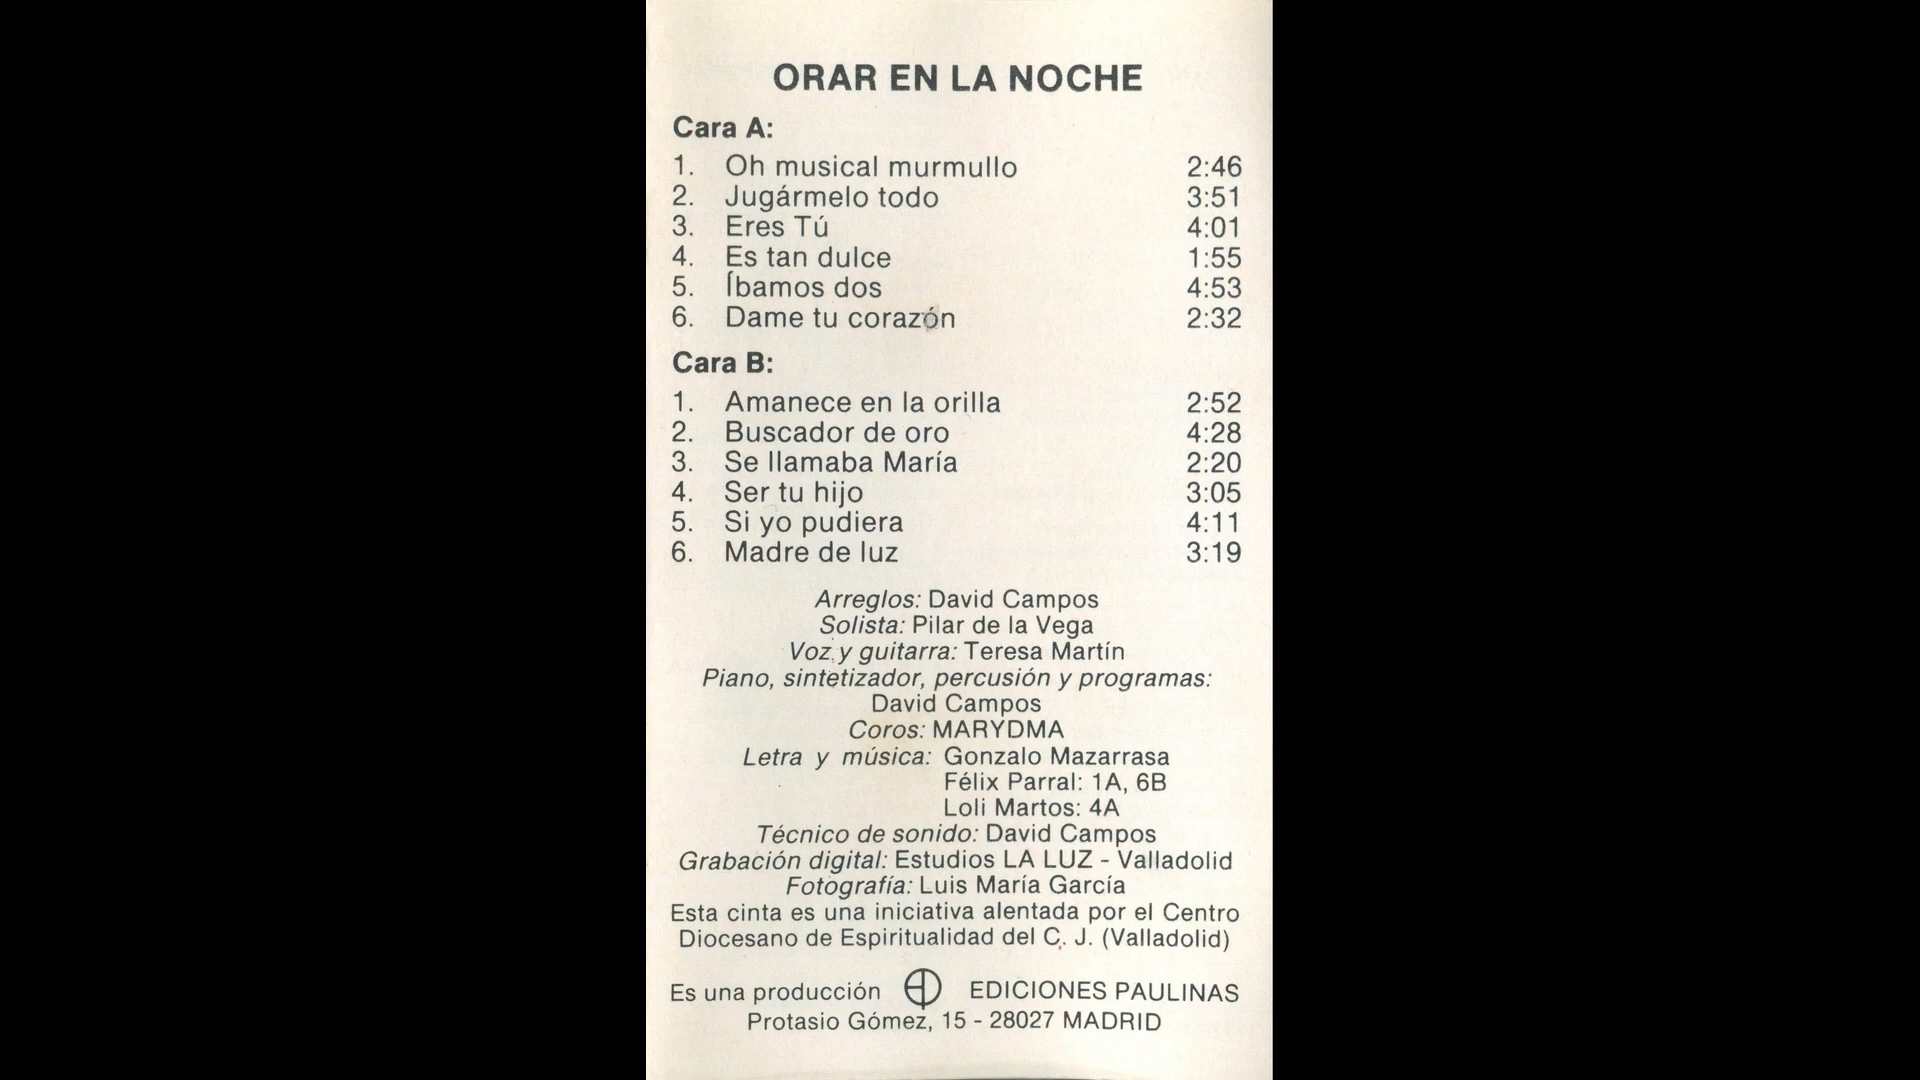 ORAR EN LA NOCHE
Cara A:
1. Oh musical murmullo 2:46
2. Jugármelo todo 3:51
3. Eres Tú 4:01
4. Es tan dulce 1:55
5. Íbamos dos 4:53
6. Dame tu corazón 2:32
Cara B:
1. Amanece en la orilla 2:52
2. Buscador de oro 4:28
3. Se llamaba María 2:20
4. Ser tu hijo 3:05
5. Si yo pudiera 4:11
6. Madre de luz 3:19
Arreglos: David Campos
Solista: Pilar de la Vega
Voz y guitarra: Teresa Martín
Piano, sintetizador, percusión y programas:
David Campos
Coros: MARYDMA
Letra y música: Gonzalo Mazarrasa
Félix Parral: 1A, 6B
Loli Martos: 4A
Técnico de sonido: David Campos
Grabación digital: Estudios LA LUZ - Valladolid
Fotografía: Luis María García
Esta cinta es una iniciativa alentada por el Centro
Diocesano de Espiritualidad del C. J. (Valladolid)
Es una producción EDICIONES PAULINAS
Protasio Gómez, 15 - 28027 MADRID